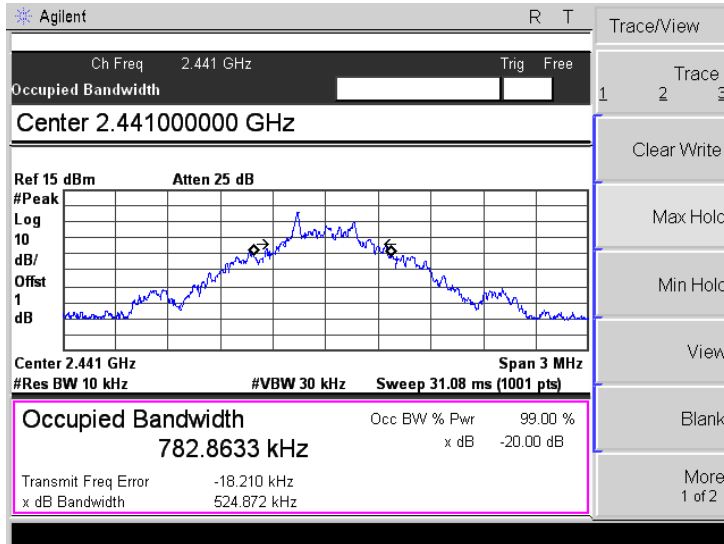 Agilent R T
Trace/View
Ch Freq 2.441 GHz Trig Free
Occupied Bandwidth
Trace
1 2 3
Center 2.441000000 GHz
Clear Write
Ref 15 dBm Atten 25 dB
#Peak
Log
10
dB/
Offst
1
dB
Max Hold
Min Hold
Center 2.441 GHz Span 3 MHz
#Res BW 10 kHz #VBW 30 kHz Sweep 31.08 ms (1001 pts)
View
Occupied Bandwidth
782.8633 kHz
Occ BW % Pwr 99.00 %
x dB -20.00 dB
Blank
Transmit Freq Error -18.210 kHz
x dB Bandwidth 524.872 kHz
More
1 of 2